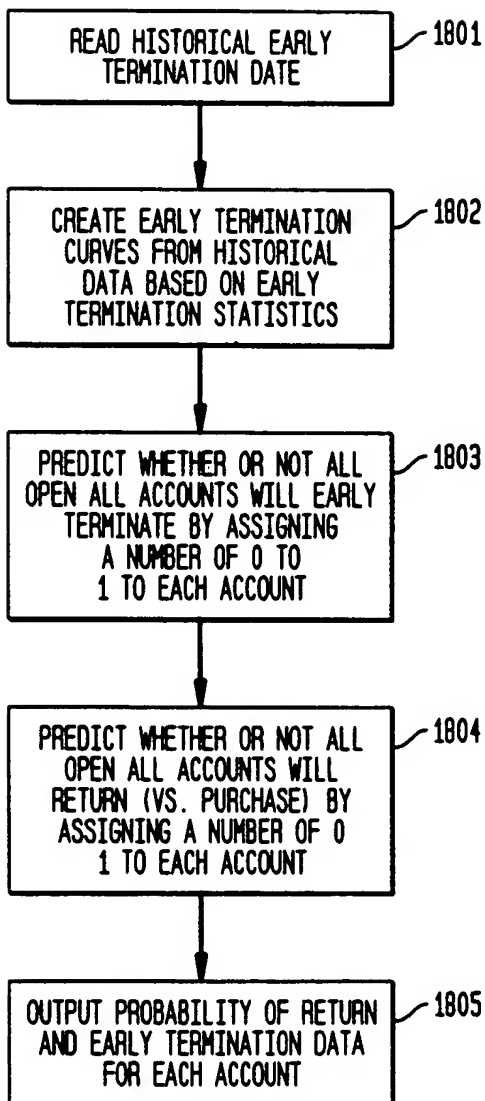 READ HISTORICAL EARLY
TERMINATION DATE
1801
CREATE EARLY TERMINATION
CURVES FROM HISTORICAL
DATA BASED ON EARLY
TERMINATION STATISTICS
1802
PREDICT WHETHER OR NOT ALL
OPEN ALL ACCOUNTS WILL EARLY
TERMINATE BY ASSIGNING
A NUMBER OF 0 TO
1 TO EACH ACCOUNT
1803
PREDICT WHETHER OR NOT ALL
OPEN ALL ACCOUNTS WILL
RETURN (VS. PURCHASE) BY
ASSIGNING A NUMBER OF 0
1 TO EACH ACCOUNT
1804
OUTPUT PROBABILITY OF RETURN
AND EARLY TERMINATION DATA
FOR EACH ACCOUNT
1805